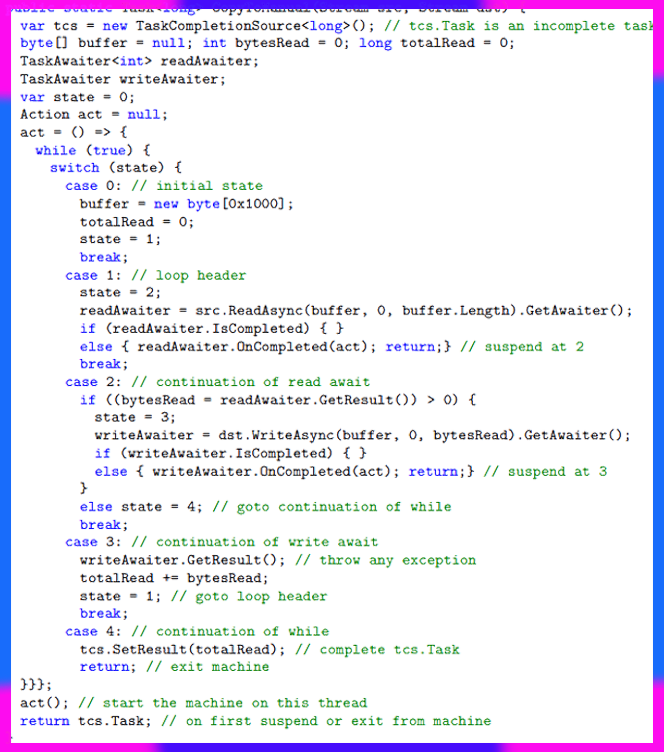 var tcs = new TaskCompletionSource<long>(); // tcs.Task is an incomplete task
byte[] buffer = null; int bytesRead = 0; long totalRead = 0;
TaskAwaiter<int> readAwaiter;
TaskAwaiter writeAwaiter;
var state = 0;
Action act = null;
act = () => {
while (true) {
switch (state) {
case 0: // initial state
buffer = new byte[0x1000];
totalRead = 0;
state = 1;
break;
case 1: // loop header
state = 2;
readAwaiter = src.ReadAsync(buffer, 0, buffer.Length).GetAwaiter();
if (readAwaiter.IsCompleted) { }
else { readAwaiter.OnCompleted(act); return;} // suspend at 2
break;
case 2: // continuation of read await
if ((bytesRead = readAwaiter.GetResult()) > 0) {
state = 3;
writeAwaiter = dst.WriteAsync(buffer, 0, bytesRead).GetAwaiter();
if (writeAwaiter.IsCompleted) { }
else { writeAwaiter.OnCompleted(act); return;} // suspend at 3
}
else state = 4; // goto continuation of while
break;
case 3: // continuation of write await
writeAwaiter.GetResult(); // throw any exception
totalRead += bytesRead;
state = 1; // goto loop header
break;
case 4: // continuation of while
tcs.SetResult(totalRead); // complete tcs.Task
return; // exit machine
}}};
act(); // start the machine on this thread
return tcs.Task; // on first suspend or exit from machine